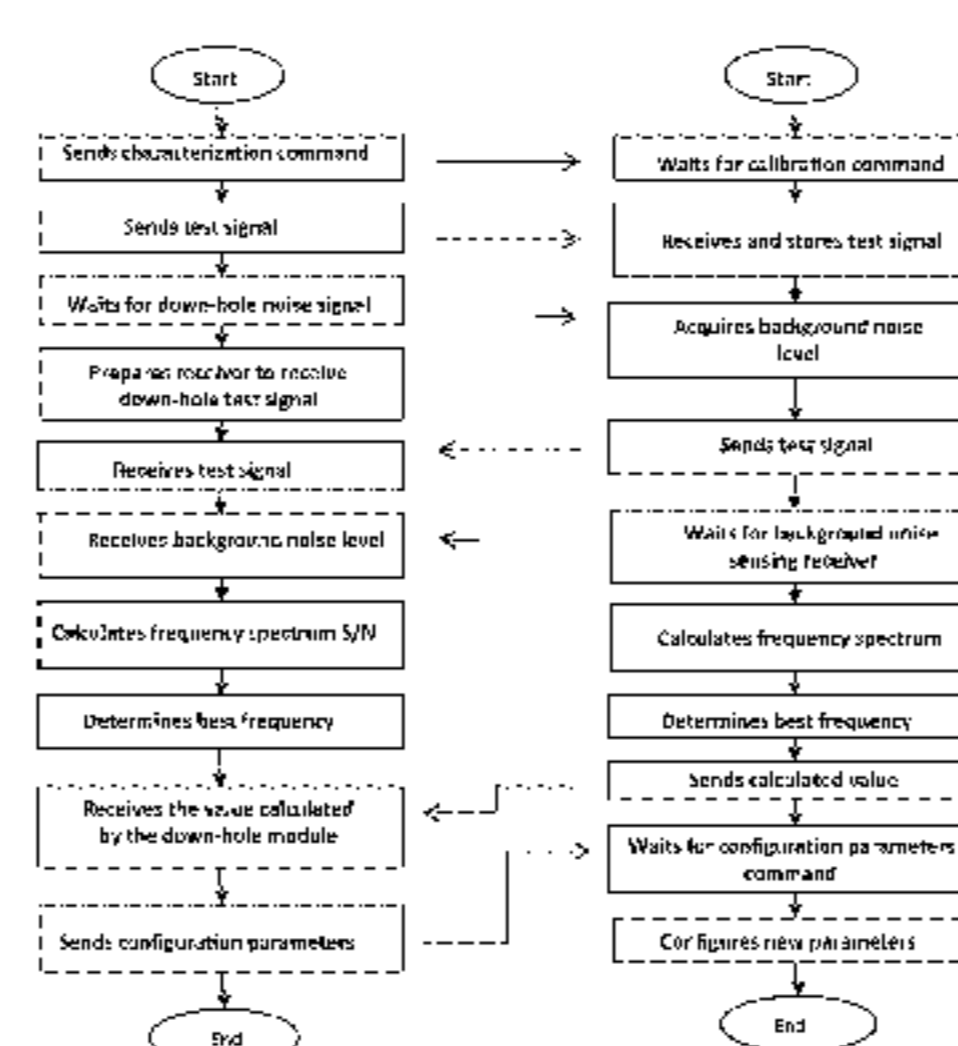 Start
Sends characterization command
Sends test signal
Waits for down-hole noise signal
Prepares receiver to receive
down-hole test signal
Receives test signal
Receives background noise level
Calculates frequency spectrum S/N
Determines best frequency
Receives the value calculated
by the down-hole module
Sends configuration parameters
End
Start
Waits for calibration command
Receives and stores test signal
Acquires background noise
level
Sends test signal
Waits for background noise
sensing receiver
Calculates frequency spectrum
Determines best frequency
Sends calculated value
Waits for configuration parameters
command
Configures new parameters
End